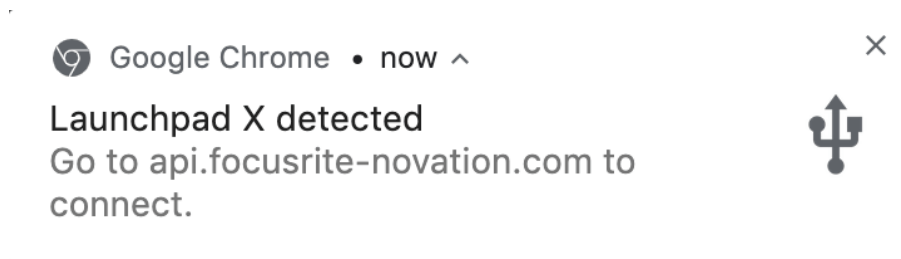 Google Chrome • now
Launchpad X detected
Go to api.focusrite-novation.com to
connect.